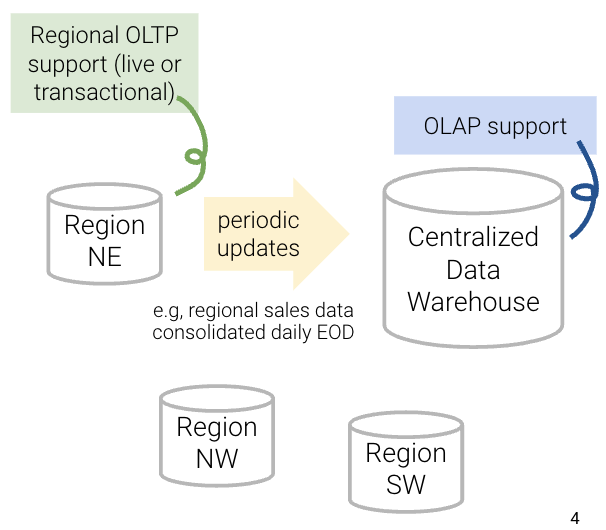 Regional OLTP
support (live or
transactional)
OLAP support
Region
NE
periodic
updates
Centralized
Data
Warehouse
e.g, regional sales data
consolidated daily EOD
Region
NW
Region
SW
4